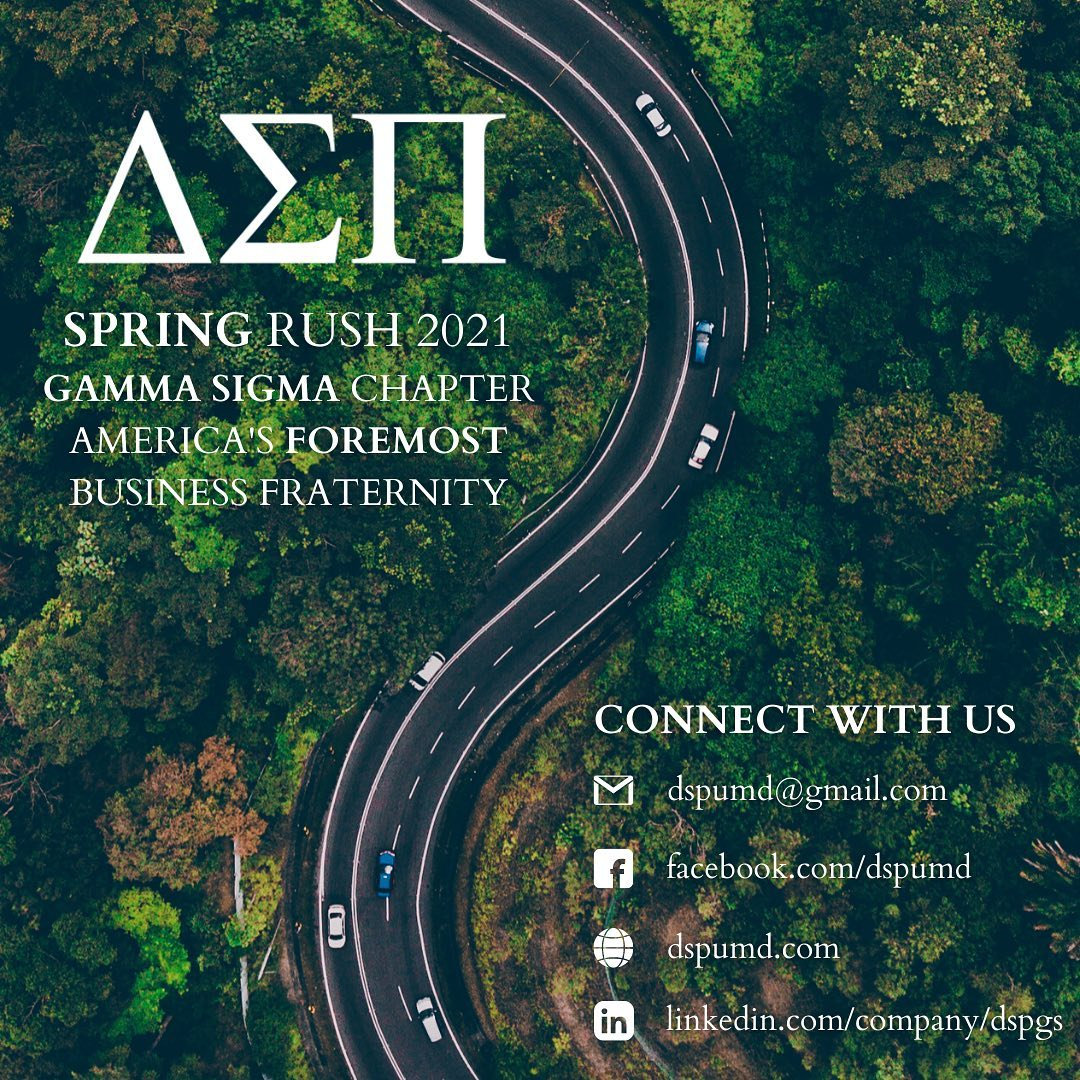 ΔΣΠ
SPRING RUSH 2021
GAMMA SIGMA CHAPTER
AMERICA'S FOREMOST
BUSINESS FRATERNITY
CONNECT WITH US
dspumd@gmail.com
facebook.com/dspumd
dspumd.com
linkedin.com/company/dspgs